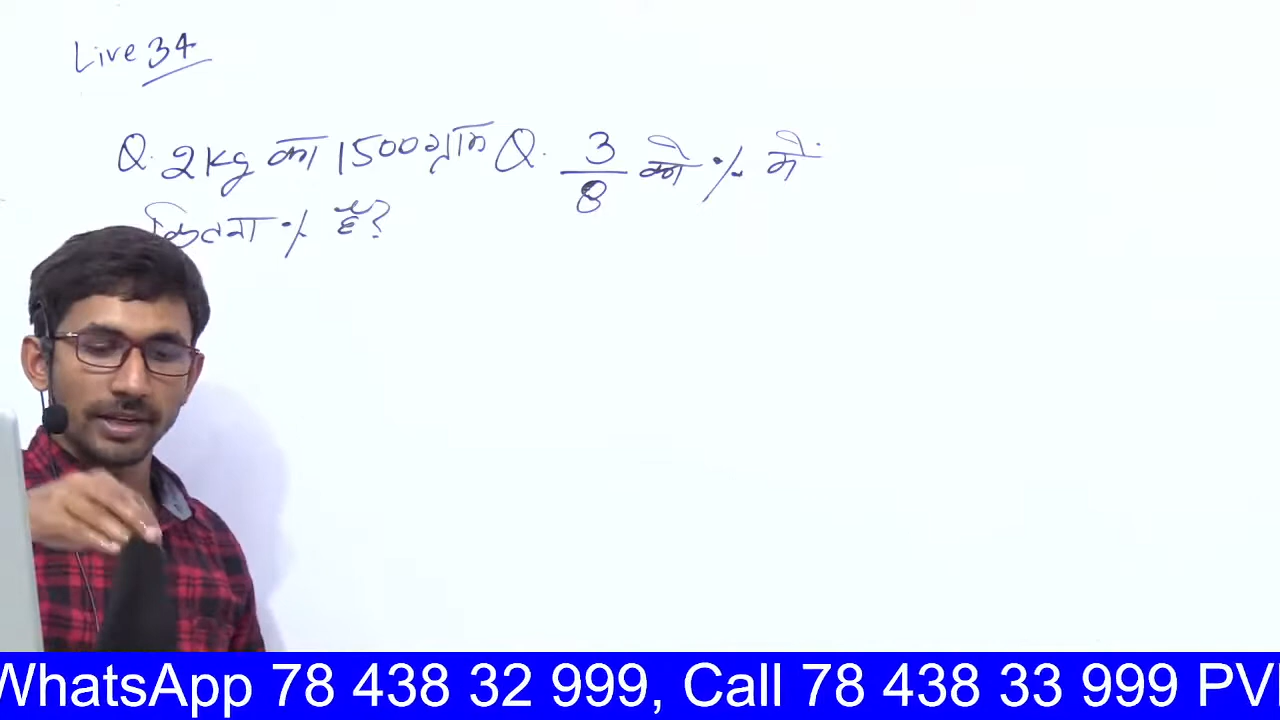 Live 34
Q. 2kg का 1500 ग्राम
कितना % है?
Q. 3/8 को % में
WhatsApp 78 438 32 999, Call 78 438 33 999 PV